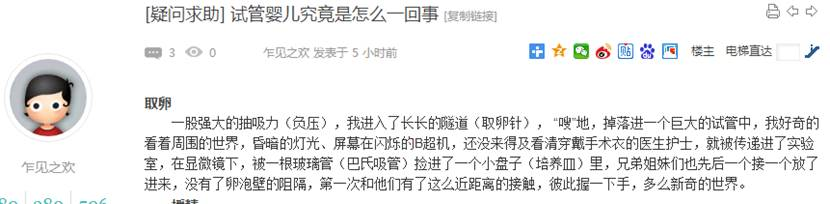 [疑问求助] 试管婴儿究竟是怎么一回事 [复制链接]
3 0 乍见之欢 发表于 5 小时前 楼主 电梯直达
乍见之欢
取卵
一股强大的抽吸力（负压），我进入了长长的隧道（取卵针），“嗖”地，掉落进一个巨大的试管中，我好奇的
看着周围的世界，昏暗的灯光、屏幕在闪烁的B超机，还没来得及看清穿戴手术衣的医生护士，就被传递进了实验
室，在显微镜下，被一根玻璃管（巴氏吸管）捡进了一个小盘子（培养皿）里，兄弟姐妹们也先后一个接一个放了
进来，没有了卵泡壁的阻隔，第一次和他们有了这么近距离的接触，彼此握一下手，多么新奇的世界。